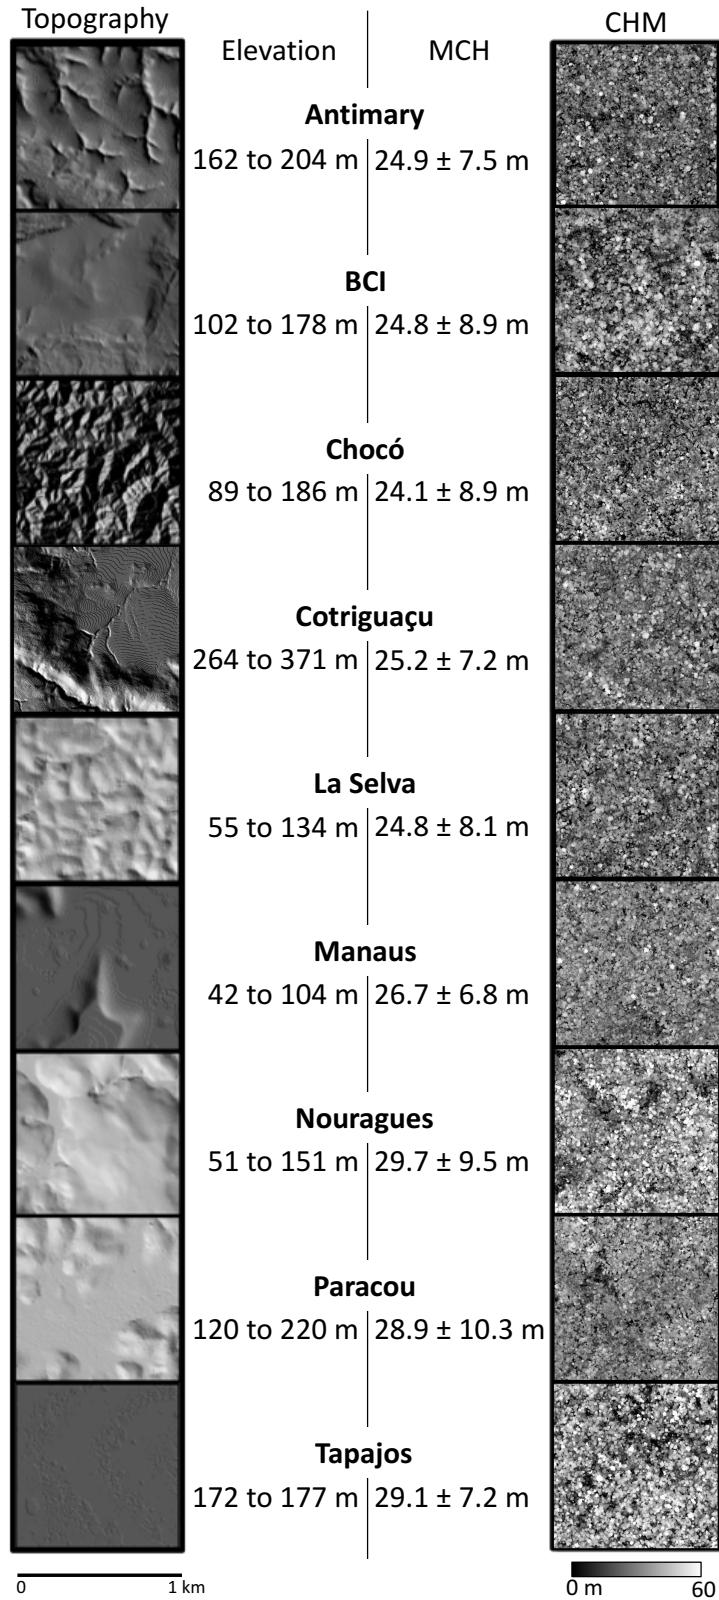 Topography
Elevation MCH
CHM
Antimary
162 to 204 m 24.9 ± 7.5 m
BCI
102 to 178 m 24.8 ± 8.9 m
Chocó
89 to 186 m 24.1 ± 8.9 m
Cotriguaçu
264 to 371 m 25.2 ± 7.2 m
La Selva
55 to 134 m 24.8 ± 8.1 m
Manaus
42 to 104 m 26.7 ± 6.8 m
Nouragues
51 to 151 m 29.7 ± 9.5 m
Paracou
120 to 220 m 28.9 ± 10.3 m
Tapajos
172 to 177 m 29.1 ± 7.2 m
0 1 km
0 m 60